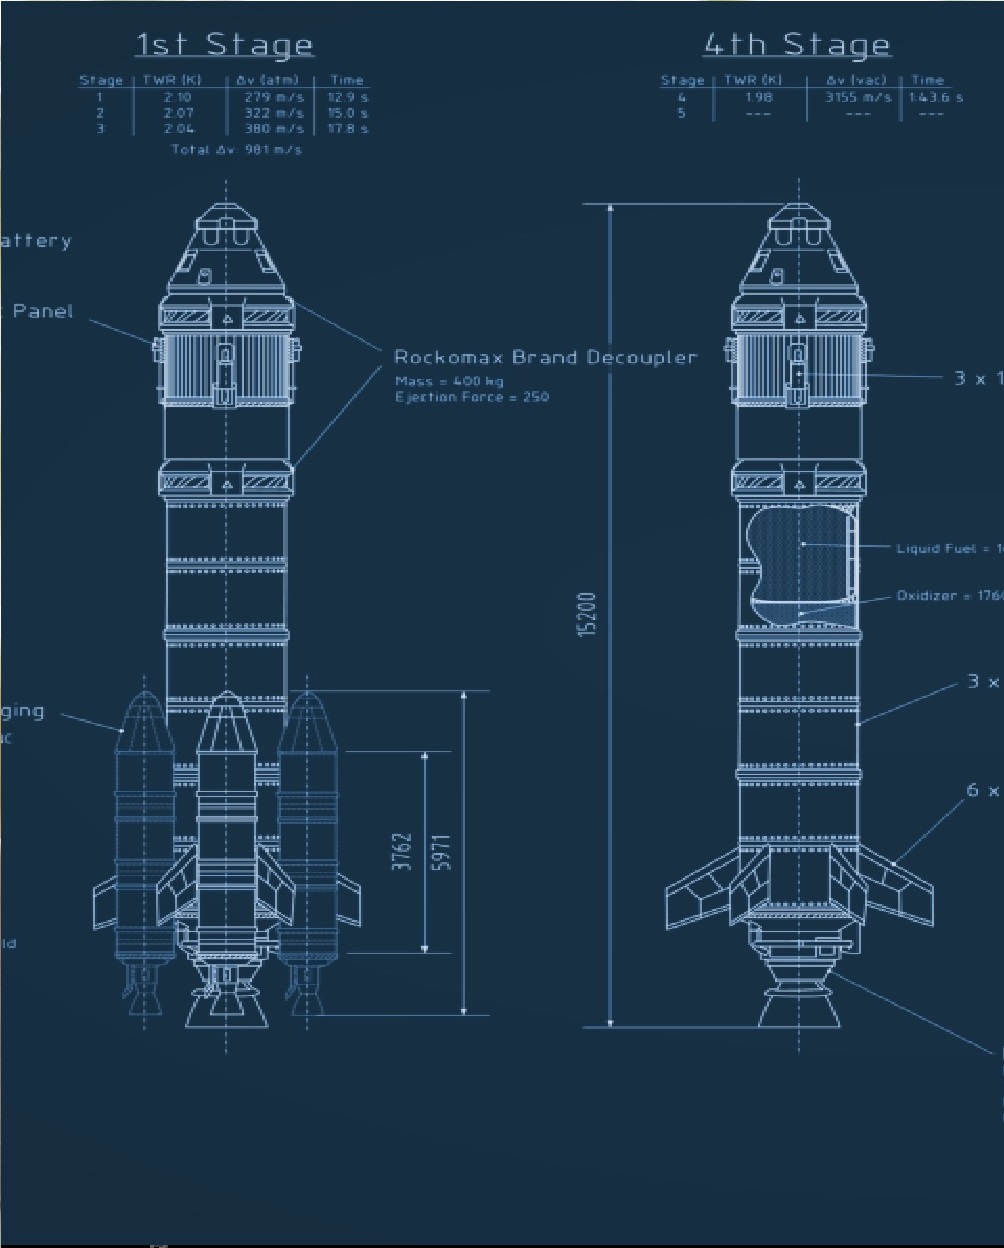 1st Stage
Stage TWR (K) Δv (atm) Time
1 2.10 279 m/s 12.9 s
2 2.07 322 m/s 15.0 s
3 2.04 380 m/s 17.8 s
Total Δv: 981 m/s
4th Stage
Stage TWR (K) Δv (vac) Time
4 1.98 3155 m/s 1:43.6 s
5 --- --- ---
attery
Panel
Rockomax Brand Decoupler
Mass = 400 kg
Ejection Force = 250
3 x 1
Liquid Fuel = 1
Oxidizer = 176
15200
3 x
ging
6 x
3762
5971
ld